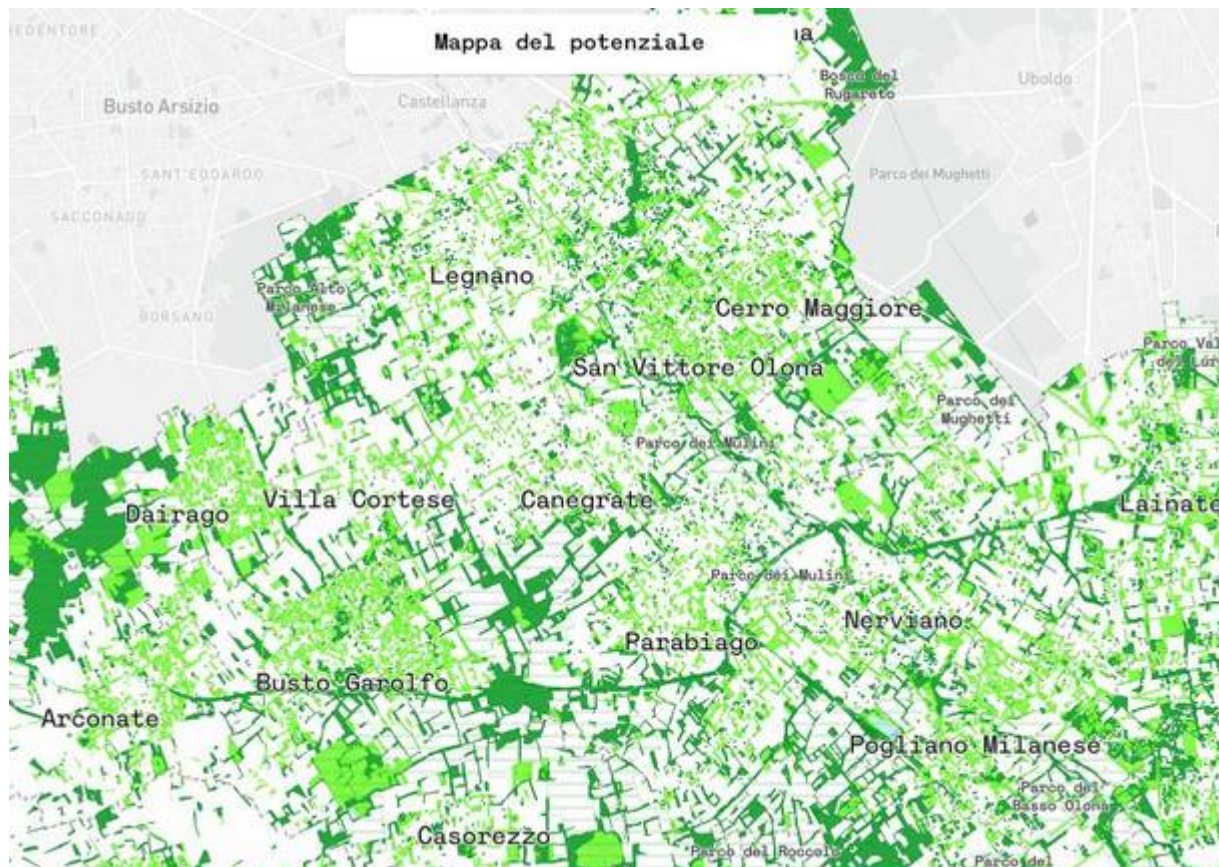 Mappa del potenziale
Bosco del
Rugareto
Uboldo
Busto Arsizio
Castellanza
SANT'EDOARDO
Parco dei Mughetti
SACCONAGO
Legnano
Parco Alto
Milanese
BORSANO
Cerro Maggiore
San Vittore Olona
Parco dei
Mughetti
Parco dei Mulini
Dairago
Villa Cortese
Canegrate
Lainate
Parco dei Mulini
Nerviano
Parabiago
Busto Garolfo
Arconate
Pogliano Milanese
Parco del
Basso Olona
Casorezzo
Parco del Roccolo
Parco del